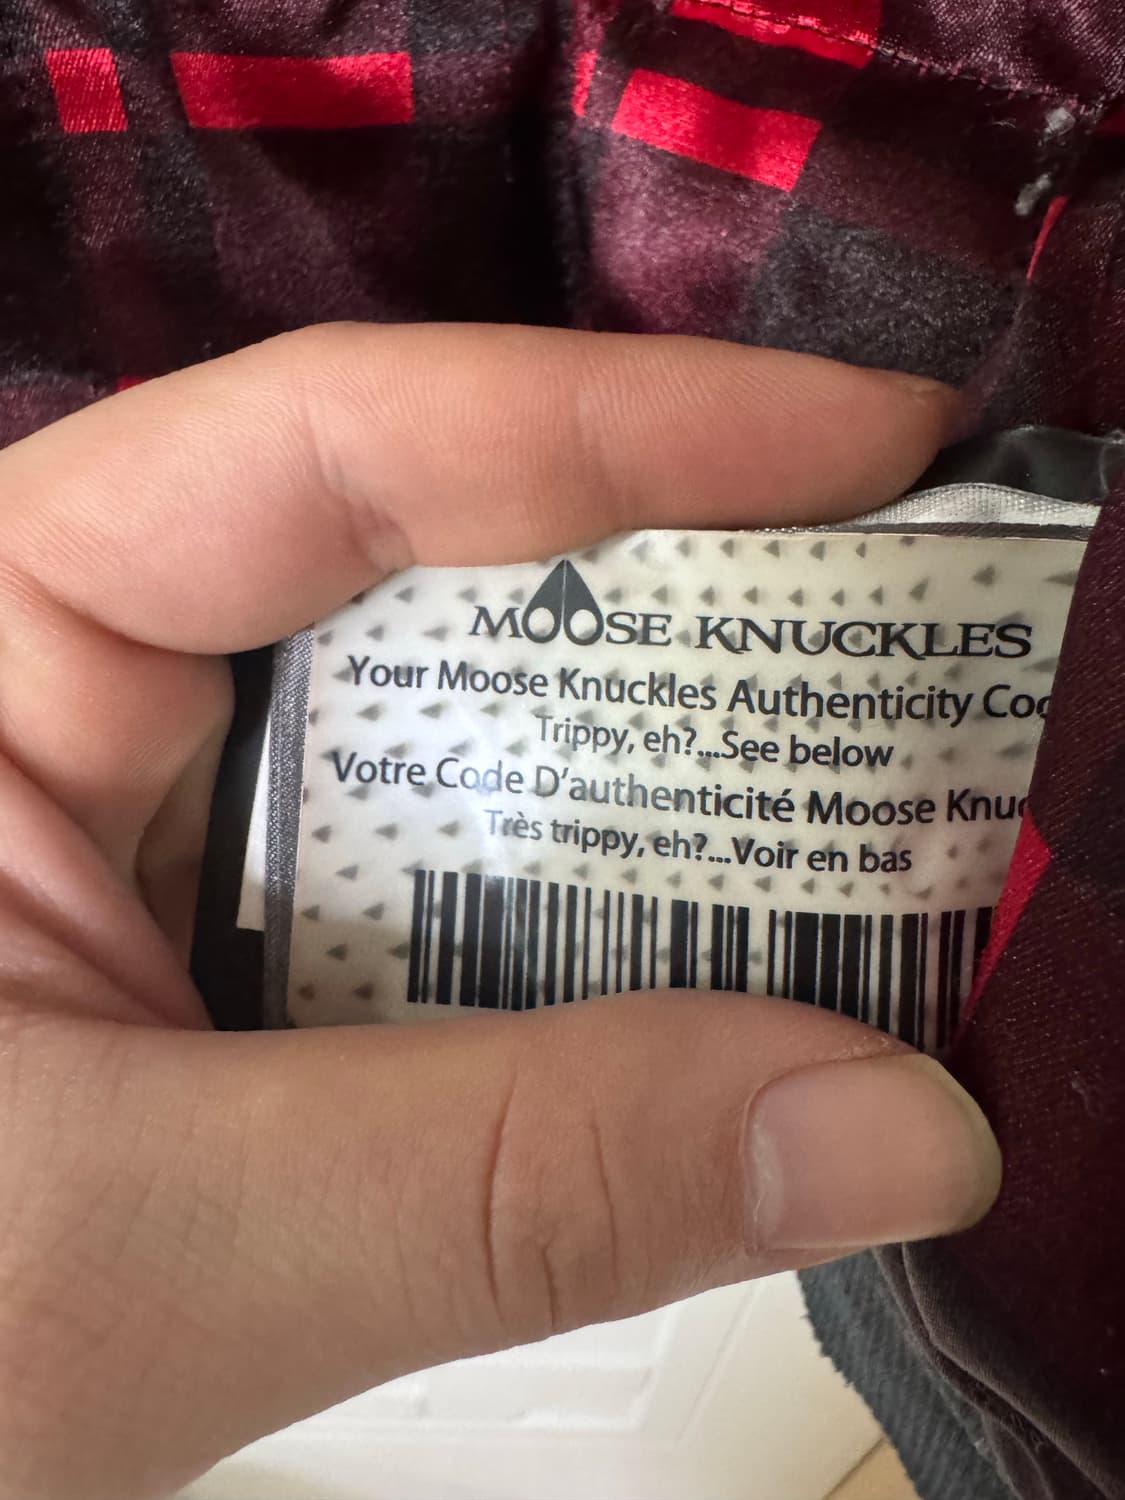 MOOSE KNUCKLES
Your Moose Knuckles Authenticity
Trippy, eh?...See below
Votre Code D'authenticité Moose
Très trippy, eh?...Voir en bas